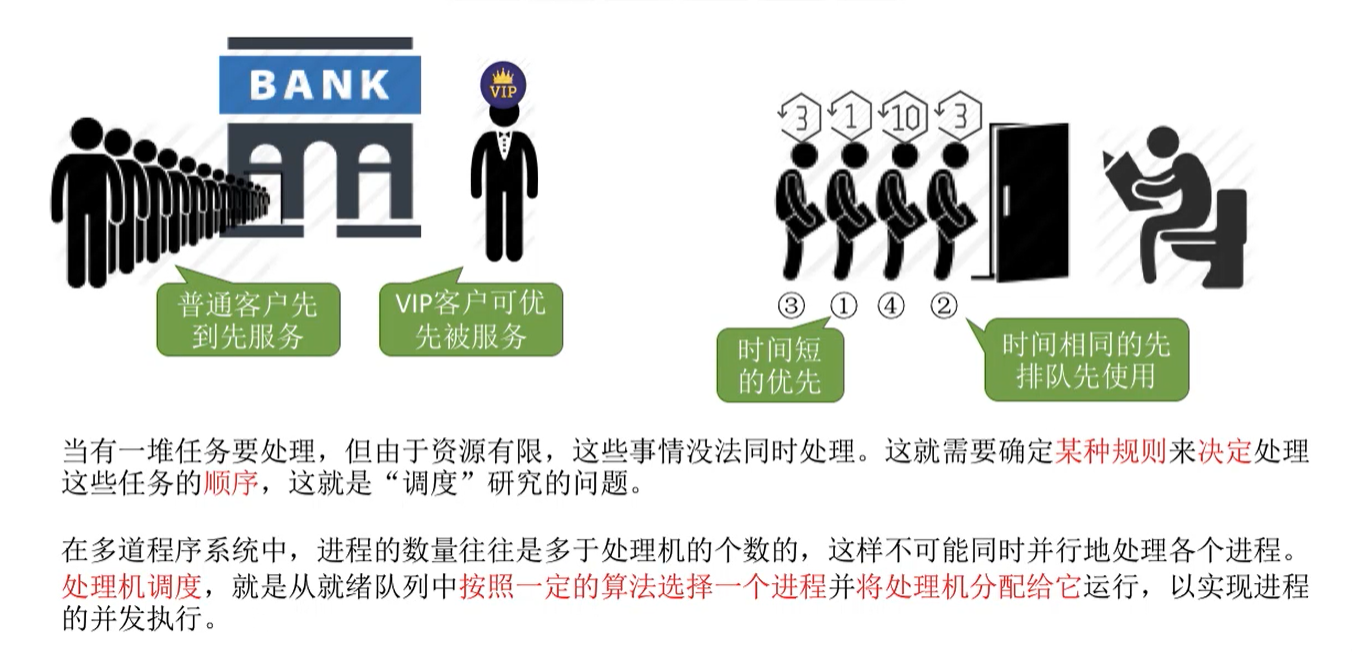 BANK
VIP
3 1 10 3
③ ① ④ ②
普通客户先
到先服务
VIP客户可优
先被服务
时间短
的优先
时间相同的先
排队先使用
当有一堆任务要处理，但由于资源有限，这些事情没法同时处理。这就需要确定某种规则来决定处理
这些任务的顺序，这就是“调度”研究的问题。
在多道程序系统中，进程的数量往往是多于处理机的个数的，这样不可能同时并行地处理各个进程。
处理机调度，就是从就绪队列中按照一定的算法选择一个进程并将处理机分配给它运行，以实现进程
的并发执行。